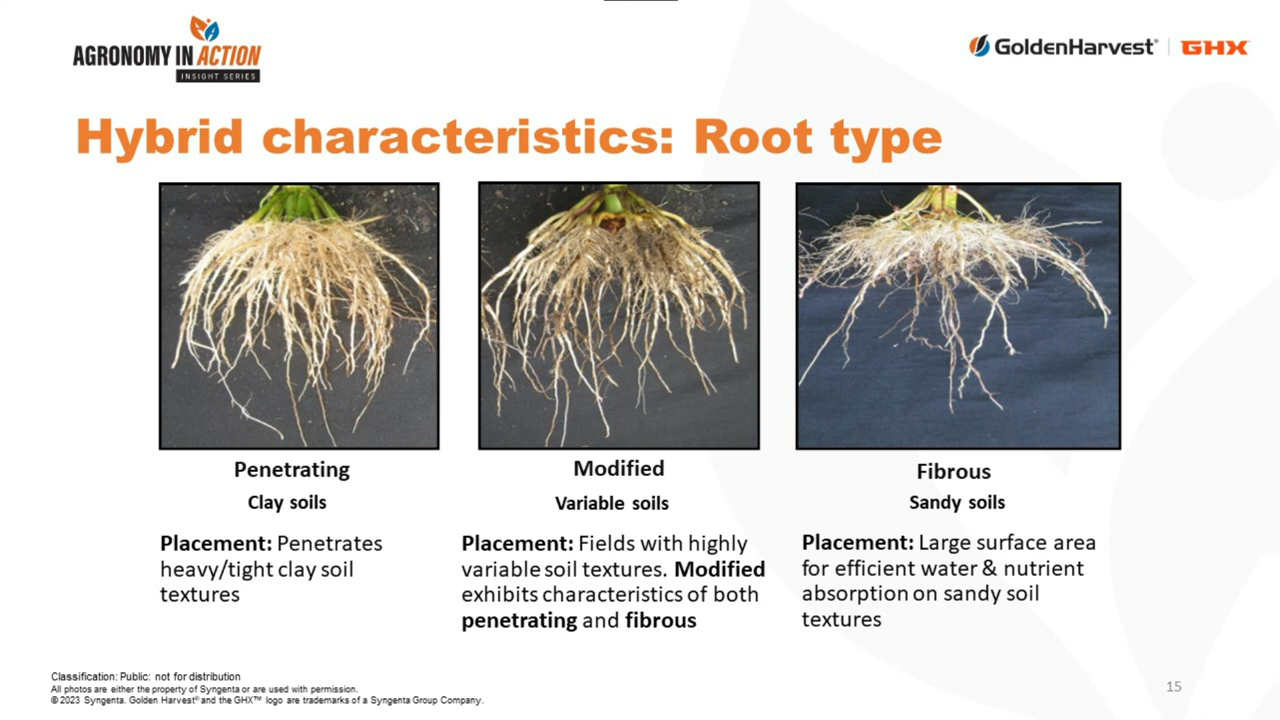 AGRONOMY IN ACTION
INSIGHT SERIES
GoldenHarvest® | GHX
Hybrid characteristics: Root type
Penetrating
Clay soils
Placement: Penetrates
heavy/tight clay soil
textures
Modified
Variable soils
Placement: Fields with highly
variable soil textures. Modified
exhibits characteristics of both
penetrating and fibrous
Fibrous
Sandy soils
Placement: Large surface area
for efficient water & nutrient
absorption on sandy soil
textures
Classification: Public: not for distribution
All photos are either the property of Syngenta or are used with permission.
© 2023 Syngenta. Golden Harvest® and the GHX™ logo are trademarks of a Syngenta Group Company.
15